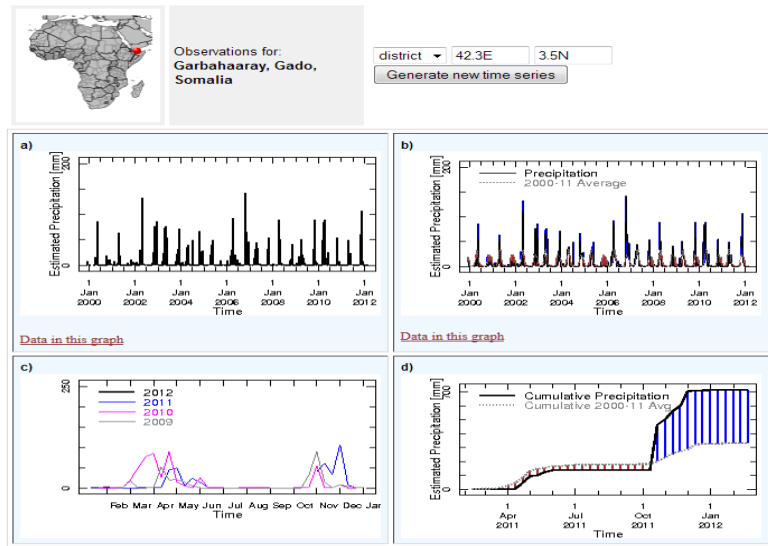 Observations for:
Garbahaaray, Gado,
Somalia
district 42.3E 3.5N
Generate new time series
a)
Estimated Precipitation [mm]
200
0
Jan 2000 Jan 2002 Jan 2004 Jan 2006 Jan 2008 Jan 2010 Jan 2012
Time
Data in this graph
b)
Estimated Precipitation [mm]
200
0
Precipitation
2000-11 Average
Jan 2000 Jan 2002 Jan 2004 Jan 2006 Jan 2008 Jan 2010 Jan 2012
Time
Data in this graph
c)
250
0
2012
2011
2010
2009
Feb Mar Apr May Jun Jul Aug Sep Oct Nov Dec Jan
Time
d)
Estimated Precipitation [mm]
700
0
Cumulative Precipitation
Cumulative 2000-11 Avg
Apr 2011 Jul 2011 Oct 2011 Jan 2012
Time